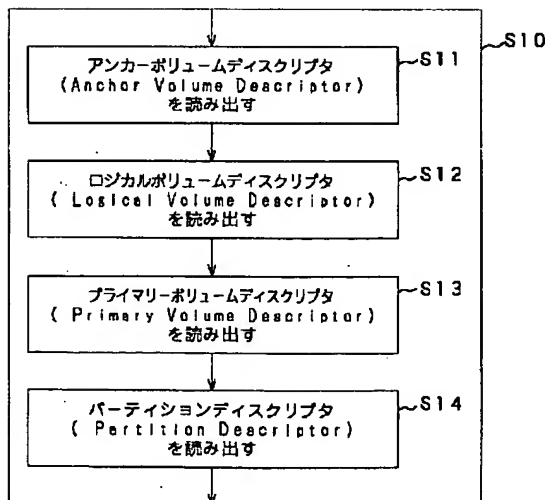 S10
アンカーボリュームディスクリプタ
(Anchor Volume Descriptor)
を読み出す
S11
ロジカルボリュームディスクリプタ
( Logical Volume Descriptor)
を読み出す
S12
プライマリーボリュームディスクリプタ
( Primary Volume Descriptor)
を読み出す
S13
パーティションディスクリプタ
( Partition Descriptor)
を読み出す
S14